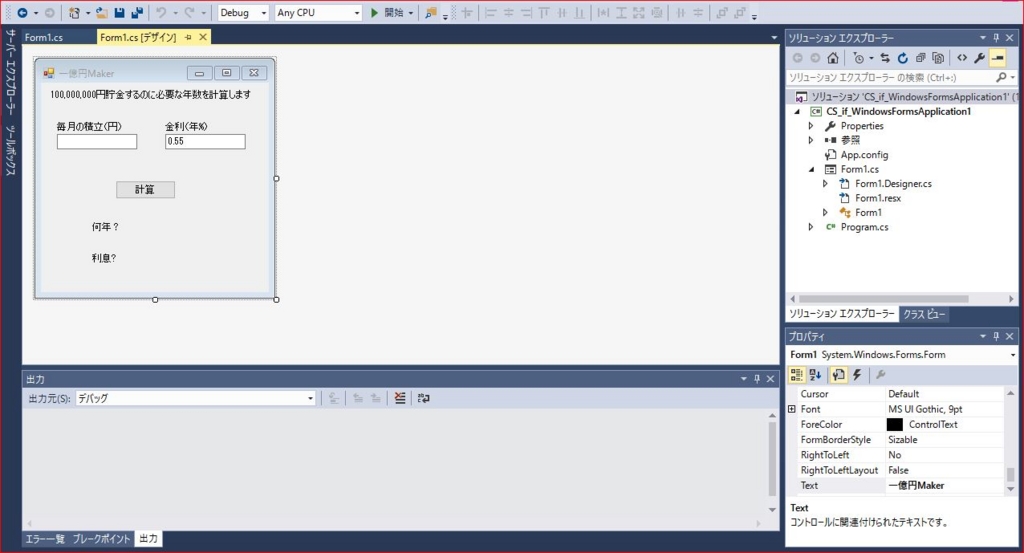 Debug
Any CPU
開始
サーバー エクスプローラー
ツールボックス
Form1.cs
Form1.cs [デザイン]
一億円Maker
100,000,000円貯金するのに必要な年数を計算します
毎月の積立(円)
金利(年%)
0.55
計算
何年？
利息?
出力
出力元(S):
デバッグ
エラー一覧
ブレークポイント
出力
ソリューション エクスプローラー
ソリューション エクスプローラー の検索 (Ctrl+;)
ソリューション 'CS_if_WindowsFormsApplication1' (1
CS_if_WindowsFormsApplication1
Properties
参照
App.config
Form1.cs
Form1.Designer.cs
Form1.resx
Form1
Program.cs
ソリューション エクスプローラー
クラス ビュー
プロパティ
Form1 System.Windows.Forms.Form
Cursor Default
Font MS UI Gothic, 9pt
ForeColor ControlText
FormBorderStyle Sizable
RightToLeft No
RightToLeftLayout False
Text 一億円Maker
Text
コントロールに関連付けられたテキストです。